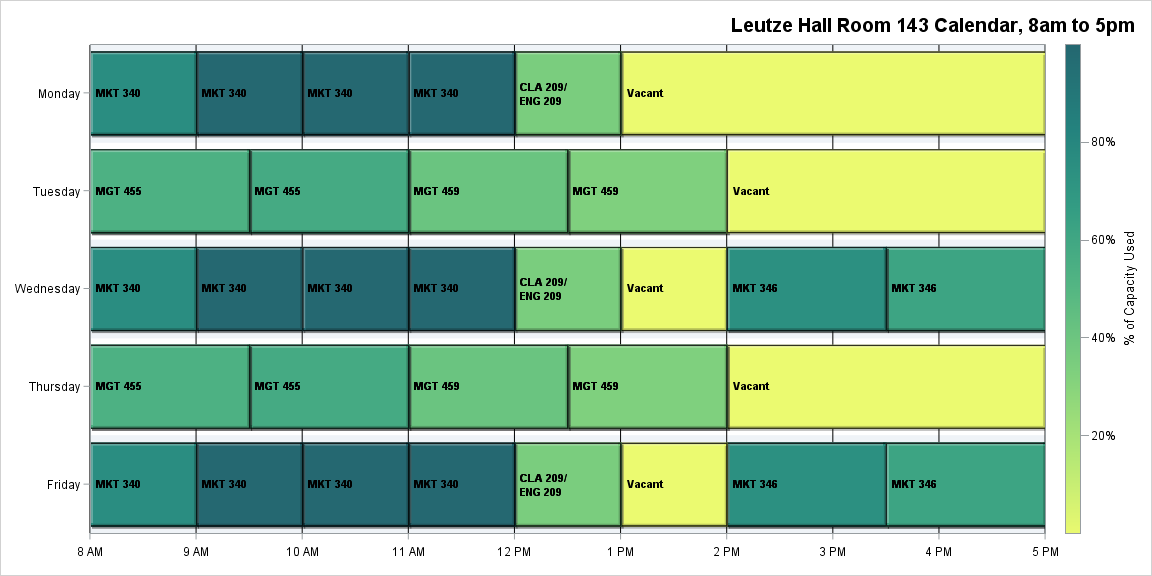 Leutze Hall Room 143 Calendar, 8am to 5pm
Monday
MKT 340
MKT 340
MKT 340
MKT 340
CLA 209/
ENG 209
Vacant
Tuesday
MGT 455
MGT 455
MGT 459
MGT 459
Vacant
Wednesday
MKT 340
MKT 340
MKT 340
MKT 340
CLA 209/
ENG 209
Vacant
MKT 346
MKT 346
Thursday
MGT 455
MGT 455
MGT 459
MGT 459
Vacant
Friday
MKT 340
MKT 340
MKT 340
MKT 340
CLA 209/
ENG 209
Vacant
MKT 346
MKT 346
8 AM
9 AM
10 AM
11 AM
12 PM
1 PM
2 PM
3 PM
4 PM
5 PM
80%
60%
40%
20%
% of Capacity Used